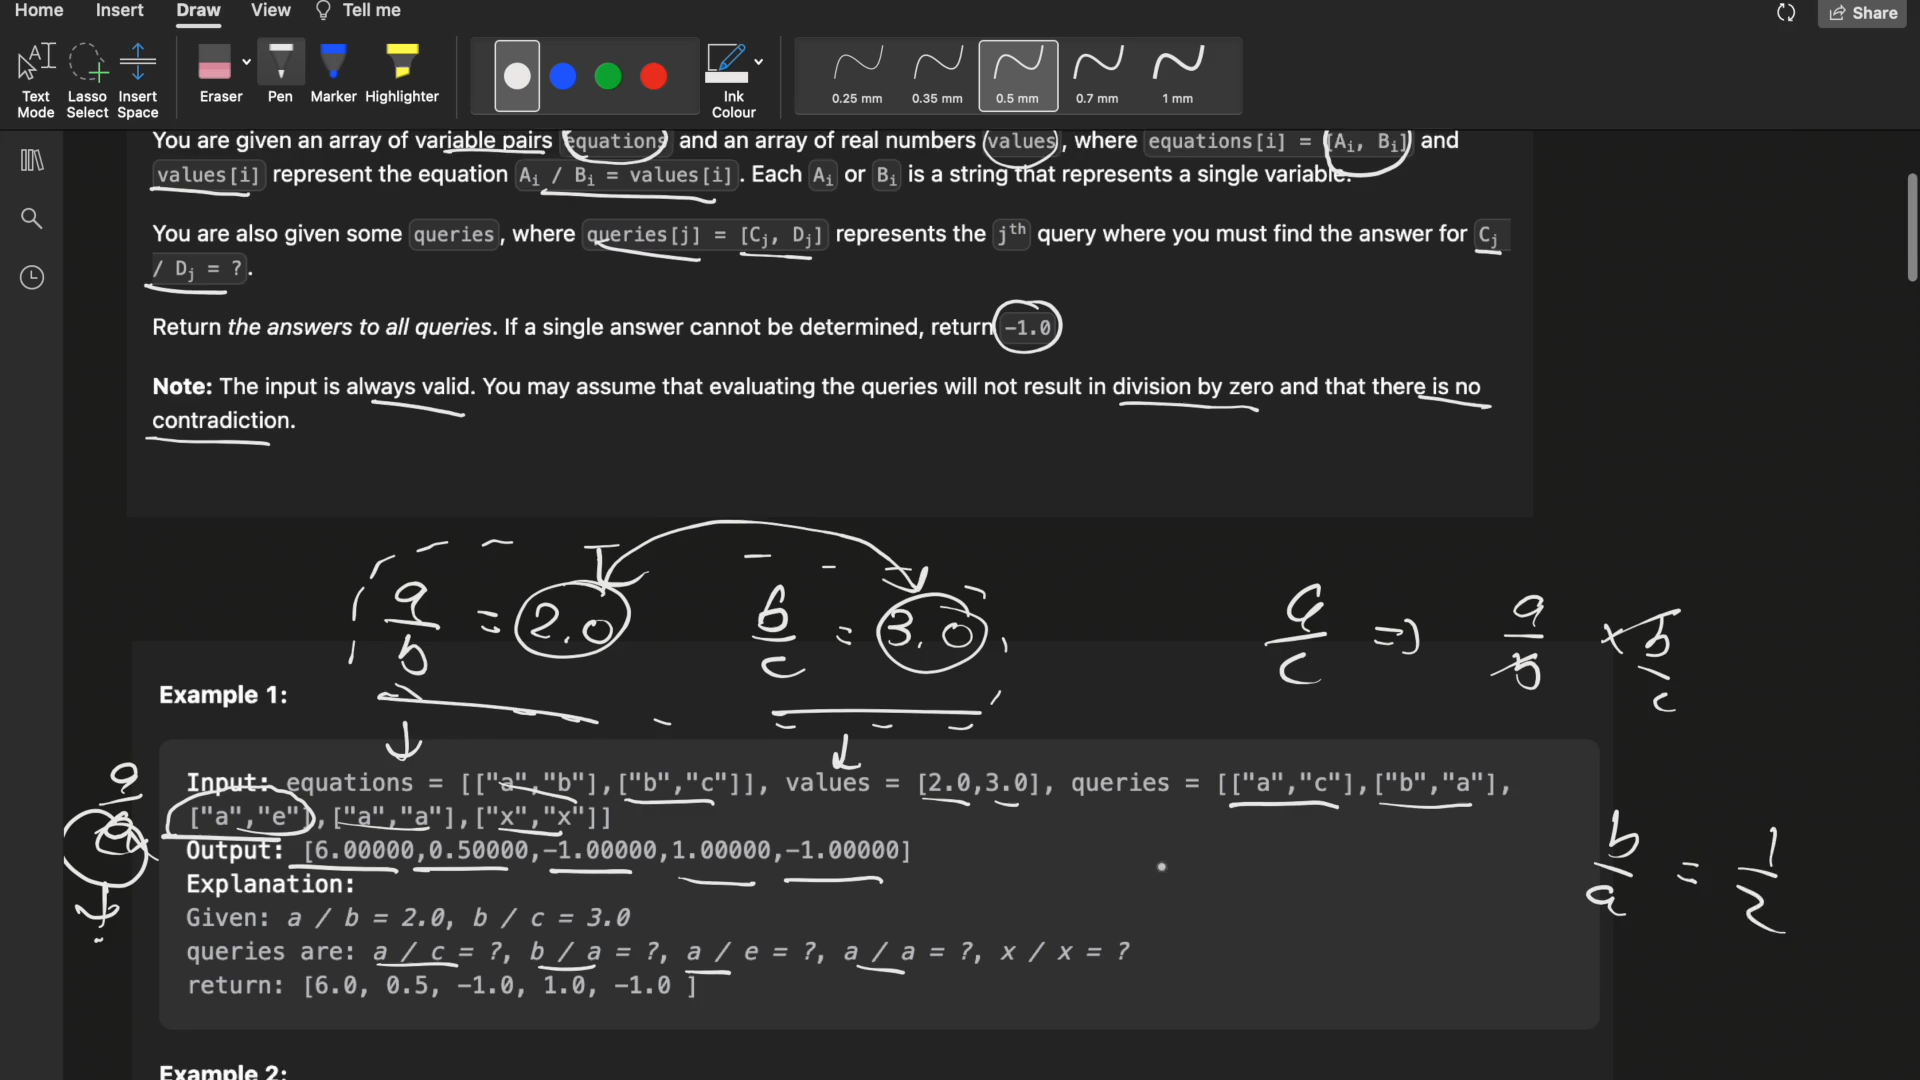 Home Insert Draw View Tell me Share
Text Mode Lasso Select Insert Space Eraser Pen Marker Highlighter Ink Colour 0.25 mm 0.35 mm 0.5 mm 0.7 mm 1 mm
You are given an array of variable pairs equations and an array of real numbers values, where equations[i] = [Ai, Bi] and
values[i] represent the equation Ai / Bi = values[i]. Each Ai or Bi is a string that represents a single variable.
You are also given some queries, where queries[j] = [Cj, Dj] represents the jth query where you must find the answer for Cj
/ Dj = ?.
Return the answers to all queries. If a single answer cannot be determined, return -1.0
Note: The input is always valid. You may assume that evaluating the queries will not result in division by zero and that there is no
contradiction.
a/b = 2.0 b/c = 3.0 a/c => a/b × b/c
Example 1:
Input: equations = [["a","b"],["b","c"]], values = [2.0,3.0], queries = [["a","c"],["b","a"],
["a","e"],["a","a"],["x","x"]]
Output: [6.00000,0.50000,-1.00000,1.00000,-1.00000]
b/a = 1/2
Explanation:
Given: a / b = 2.0, b / c = 3.0
queries are: a / c = ?, b / a = ?, a / e = ?, a / a = ?, x / x = ?
return: [6.0, 0.5, -1.0, 1.0, -1.0 ]
Example 2: